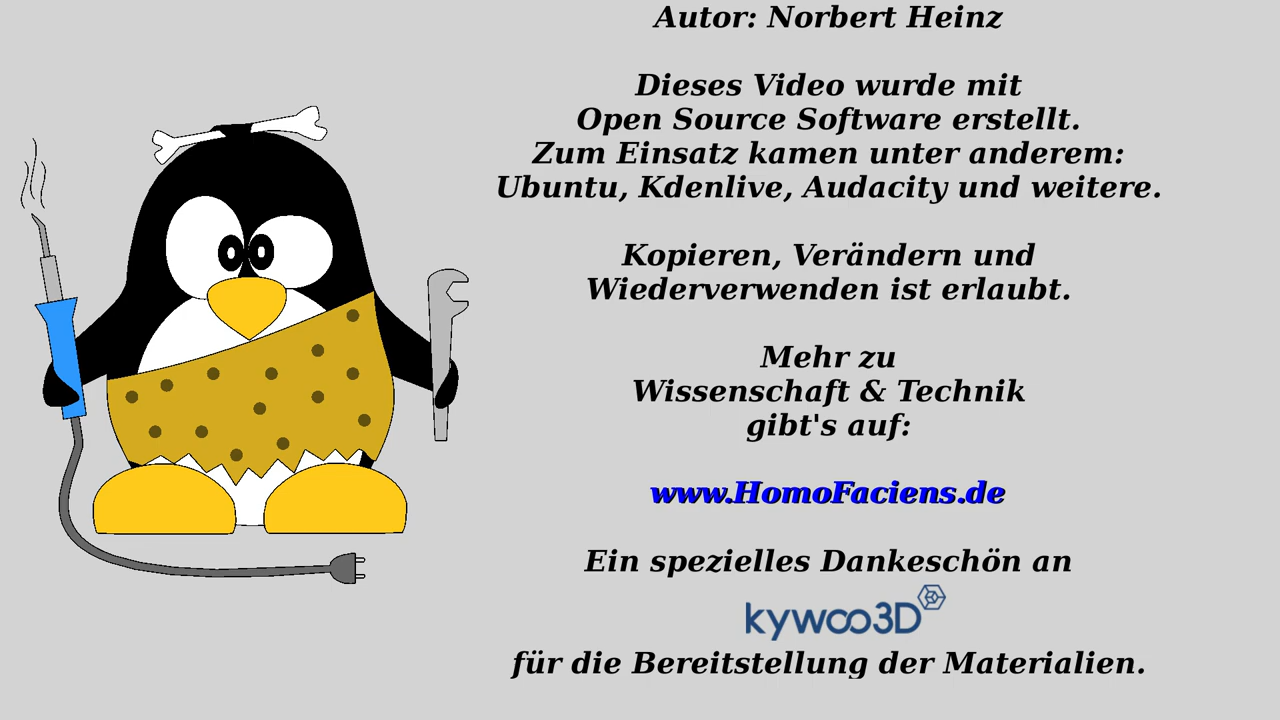 Autor: Norbert Heinz
Dieses Video wurde mit
Open Source Software erstellt.
Zum Einsatz kamen unter anderem:
Ubuntu, Kdenlive, Audacity und weitere.
Kopieren, Verändern und
Wiederverwenden ist erlaubt.
Mehr zu
Wissenschaft & Technik
gibt's auf:
www.HomoFaciens.de
Ein spezielles Dankeschön an
kywoo3D
für die Bereitstellung der Materialien.